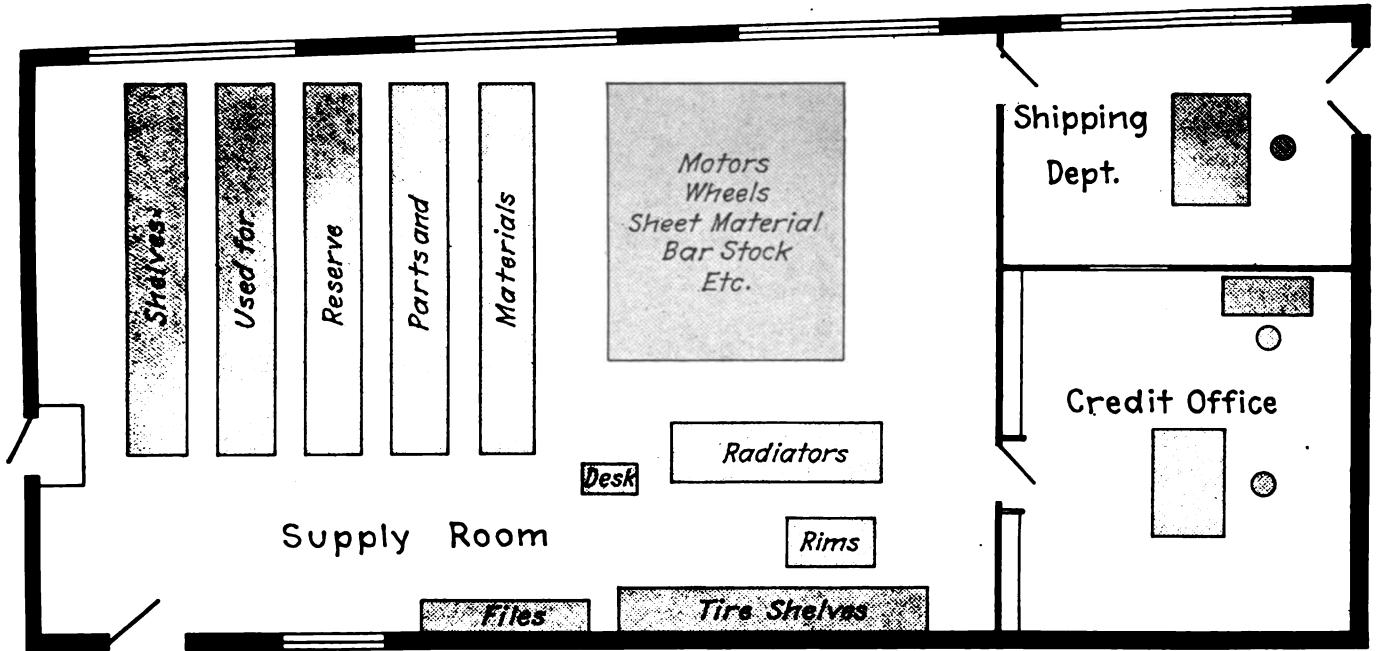 Shelves
Used for
Reserve
Parts and
Materials
Motors
Wheels
Sheet Material
Bar Stock
Etc.
Shipping
Dept.
Credit Office
Radiators
Desk
Supply Room
Rims
Files
Tire Shelves